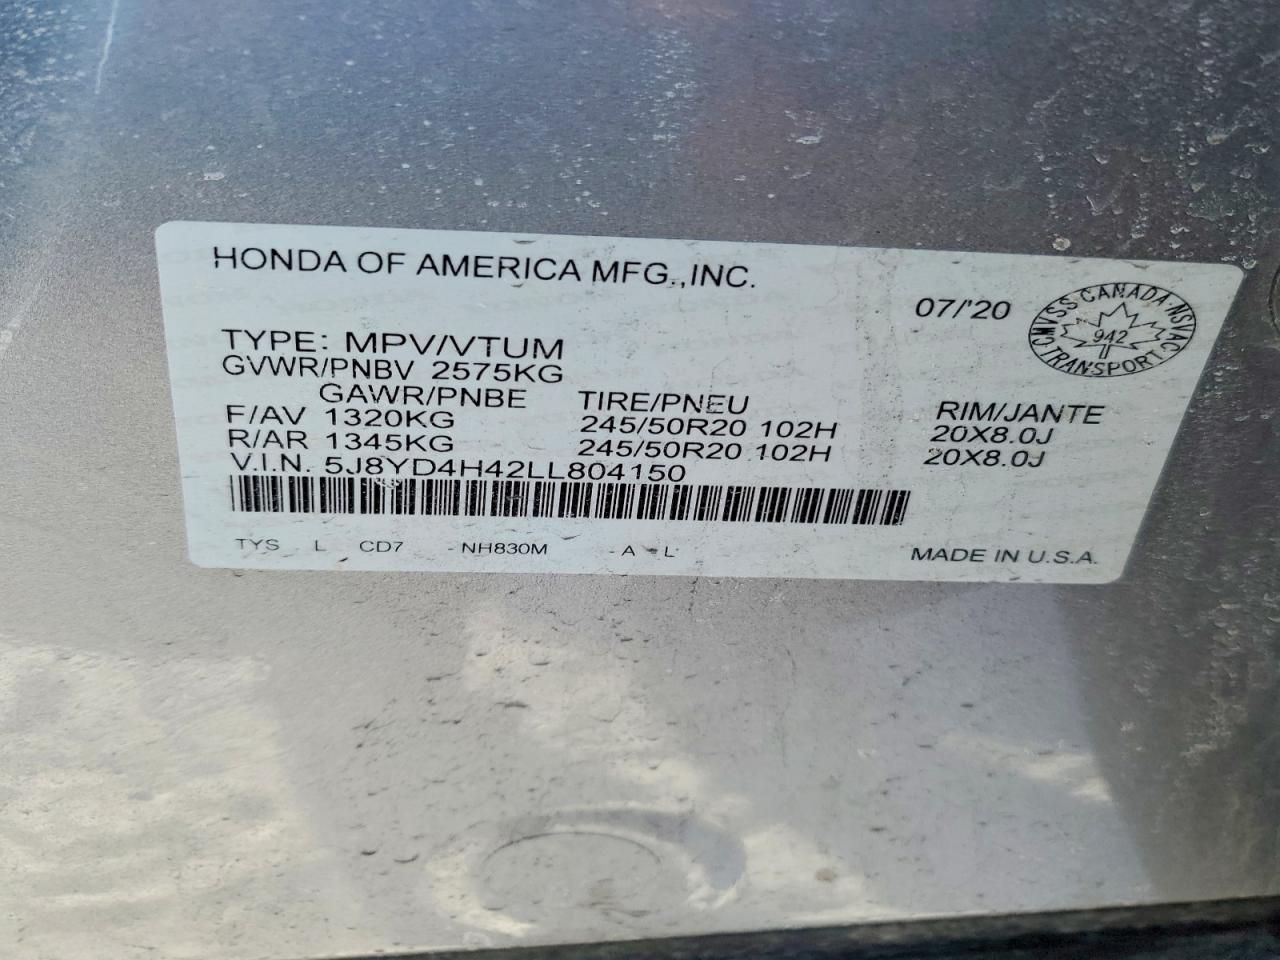 HONDA OF AMERICA MFG.,INC.
07/'20
CMVSS CANADA NSVAC
942
TRANSPORT
TYPE: MPV/VTUM
GVWR/PNBV 2575KG
GAWR/PNBE TIRE/PNEU RIM/JANTE
F/AV 1320KG 245/50R20 102H 20X8.0J
R/AR 1345KG 245/50R20 102H 20X8.0J
V.I.N. 5J8YD4H42LL804150
TYS L CD7 - NH830M - A - L
MADE IN U.S.A.